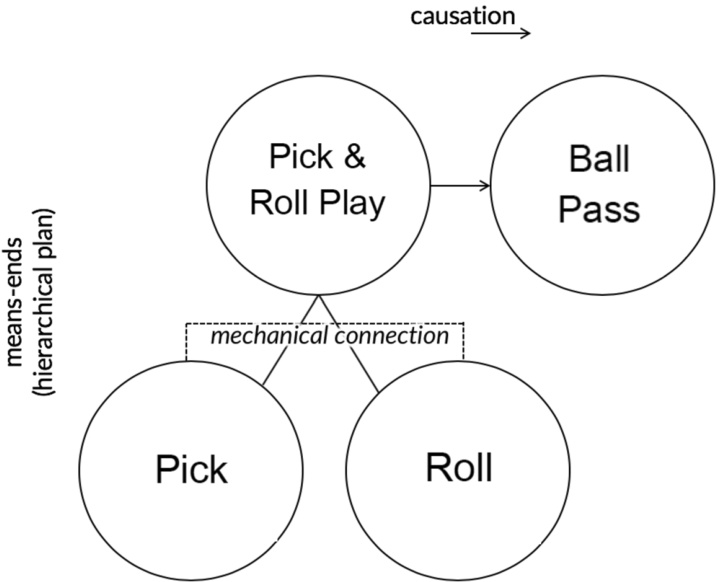 causation
Pick &
Roll Play
Ball
Pass
means-ends
(hierarchical plan)
mechanical connection
Pick
Roll